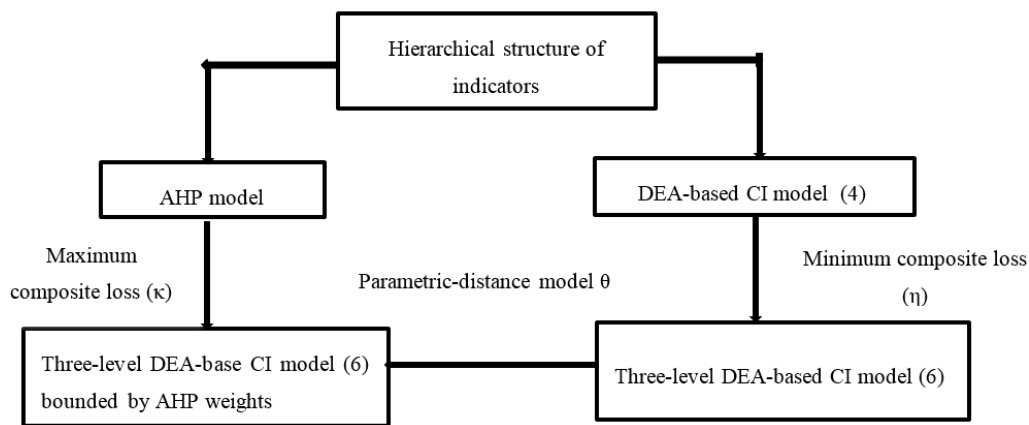 Hierarchical structure of
indicators
AHP model
DEA-based CI model (4)
Maximum
composite loss (κ)
Parametric-distance model θ
Minimum composite loss
(η)
Three-level DEA-base CI model (6)
bounded by AHP weights
Three-level DEA-based CI model (6)